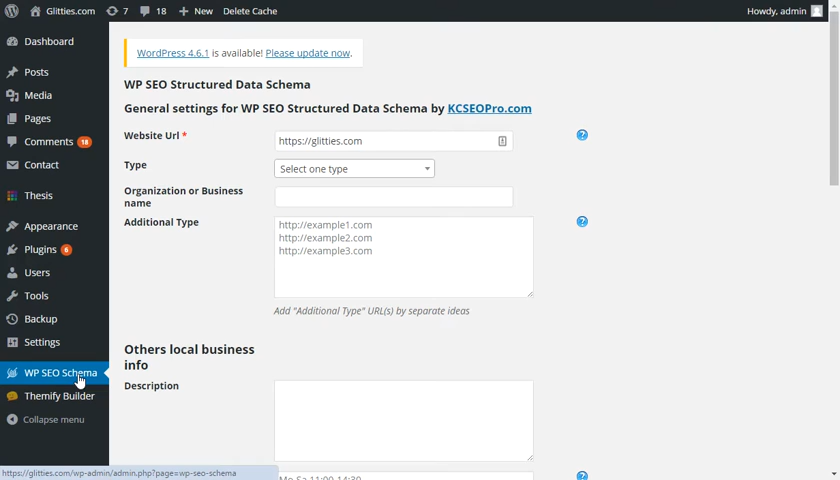 Glitties.com 7 18 New Delete Cache Howdy, admin
Dashboard
Posts
Media
Pages
Comments 18
Contact
Thesis
Appearance
Plugins 6
Users
Tools
Backup
Settings
WP SEO Schema
Themify Builder
Collapse menu
WordPress 4.6.1 is available! Please update now.
WP SEO Structured Data Schema
General settings for WP SEO Structured Data Schema by KCSEOPro.com
Website Url * https://glitties.com ?
Type Select one type
Organization or Business
name
Additional Type ?
http://example1.com
http://example2.com
http://example3.com
Add "Additional Type" URL(s) by separate ideas
Others local business
info
Description
Mo-Sa 11:00-14:30 ?
https://glitties.com/wp-admin/admin.php?page=wp-seo-schema